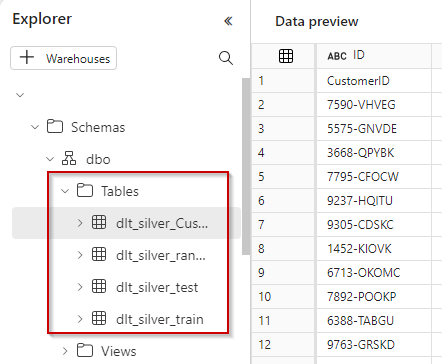 Explorer
Warehouses
Schemas
dbo
Tables
dlt_silver_Cus...
dlt_silver_ran...
dlt_silver_test
dlt_silver_train
Views
Data preview
ABC ID
1 CustomerID
2 7590-VHVEG
3 5575-GNVDE
4 3668-QPYBK
5 7795-CFOCW
6 9237-HQITU
7 9305-CDSKC
8 1452-KIOVK
9 6713-OKOMC
10 7892-POOKP
11 6388-TABGU
12 9763-GRSKD